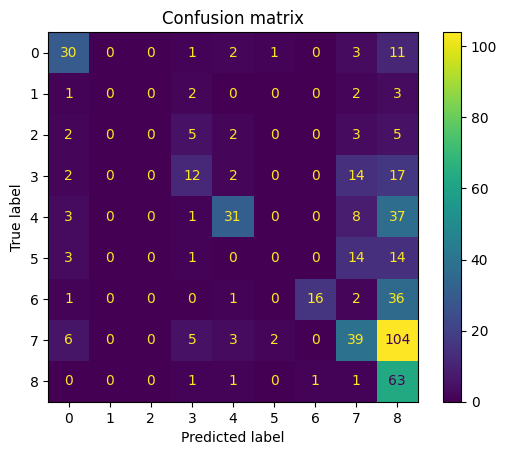 Confusion matrix
0 30 0 0 1 2 1 0 3 11
1 1 0 0 2 0 0 0 2 3
2 2 0 0 5 2 0 0 3 5
3 2 0 0 12 2 0 0 14 17
4 3 0 0 1 31 0 0 8 37
5 3 0 0 1 0 0 0 14 14
6 1 0 0 0 1 0 16 2 36
7 6 0 0 5 3 2 0 39 104
8 0 0 0 1 1 0 1 1 63
0 1 2 3 4 5 6 7 8
True label
Predicted label
100
80
60
40
20
0